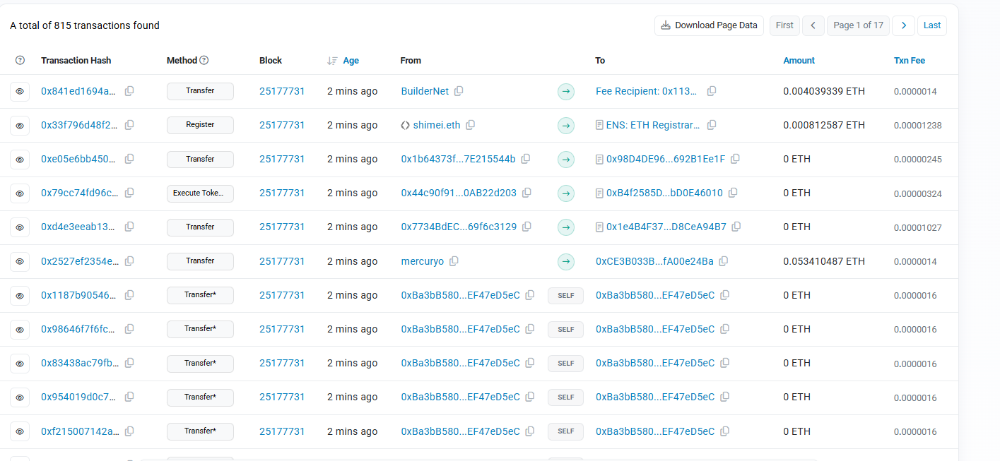 A total of 815 transactions found Download Page Data First Page 1 of 17 Last
Transaction Hash Method Block Age From To Amount Txn Fee
0x841ed1694a... Transfer 25177731 2 mins ago BuilderNet Fee Recipient: 0x113... 0.004039339 ETH 0.0000014
0x33f796d48f2... Register 25177731 2 mins ago shimei.eth ENS: ETH Registrar... 0.000812587 ETH 0.00001238
0xe05e6bb450... Transfer 25177731 2 mins ago 0x1b64373f...7E215544b 0x98D4DE96...692B1Ee1F 0 ETH 0.00000245
0x79cc74fd96c... Execute Toke... 25177731 2 mins ago 0x44c90f91...0AB22d203 0xB4f2585D...bD0E46010 0 ETH 0.00000324
0xd4e3eeab13... Transfer 25177731 2 mins ago 0x7734BdEC...69f6c3129 0x1e4B4F37...D8CeA94B7 0 ETH 0.00001027
0x2527ef2354e... Transfer 25177731 2 mins ago mercuryo 0xCE3B033B...fA00e24Ba 0.053410487 ETH 0.0000014
0x1187b90546... Transfer* 25177731 2 mins ago 0xBa3bB580...EF47eD5eC SELF 0xBa3bB580...EF47eD5eC 0 ETH 0.0000016
0x98646f7f6fc... Transfer* 25177731 2 mins ago 0xBa3bB580...EF47eD5eC SELF 0xBa3bB580...EF47eD5eC 0 ETH 0.0000016
0x83438ac79fb... Transfer* 25177731 2 mins ago 0xBa3bB580...EF47eD5eC SELF 0xBa3bB580...EF47eD5eC 0 ETH 0.0000016
0x954019d0c7... Transfer* 25177731 2 mins ago 0xBa3bB580...EF47eD5eC SELF 0xBa3bB580...EF47eD5eC 0 ETH 0.0000016
0xf215007142a... Transfer* 25177731 2 mins ago 0xBa3bB580...EF47eD5eC SELF 0xBa3bB580...EF47eD5eC 0 ETH 0.0000016